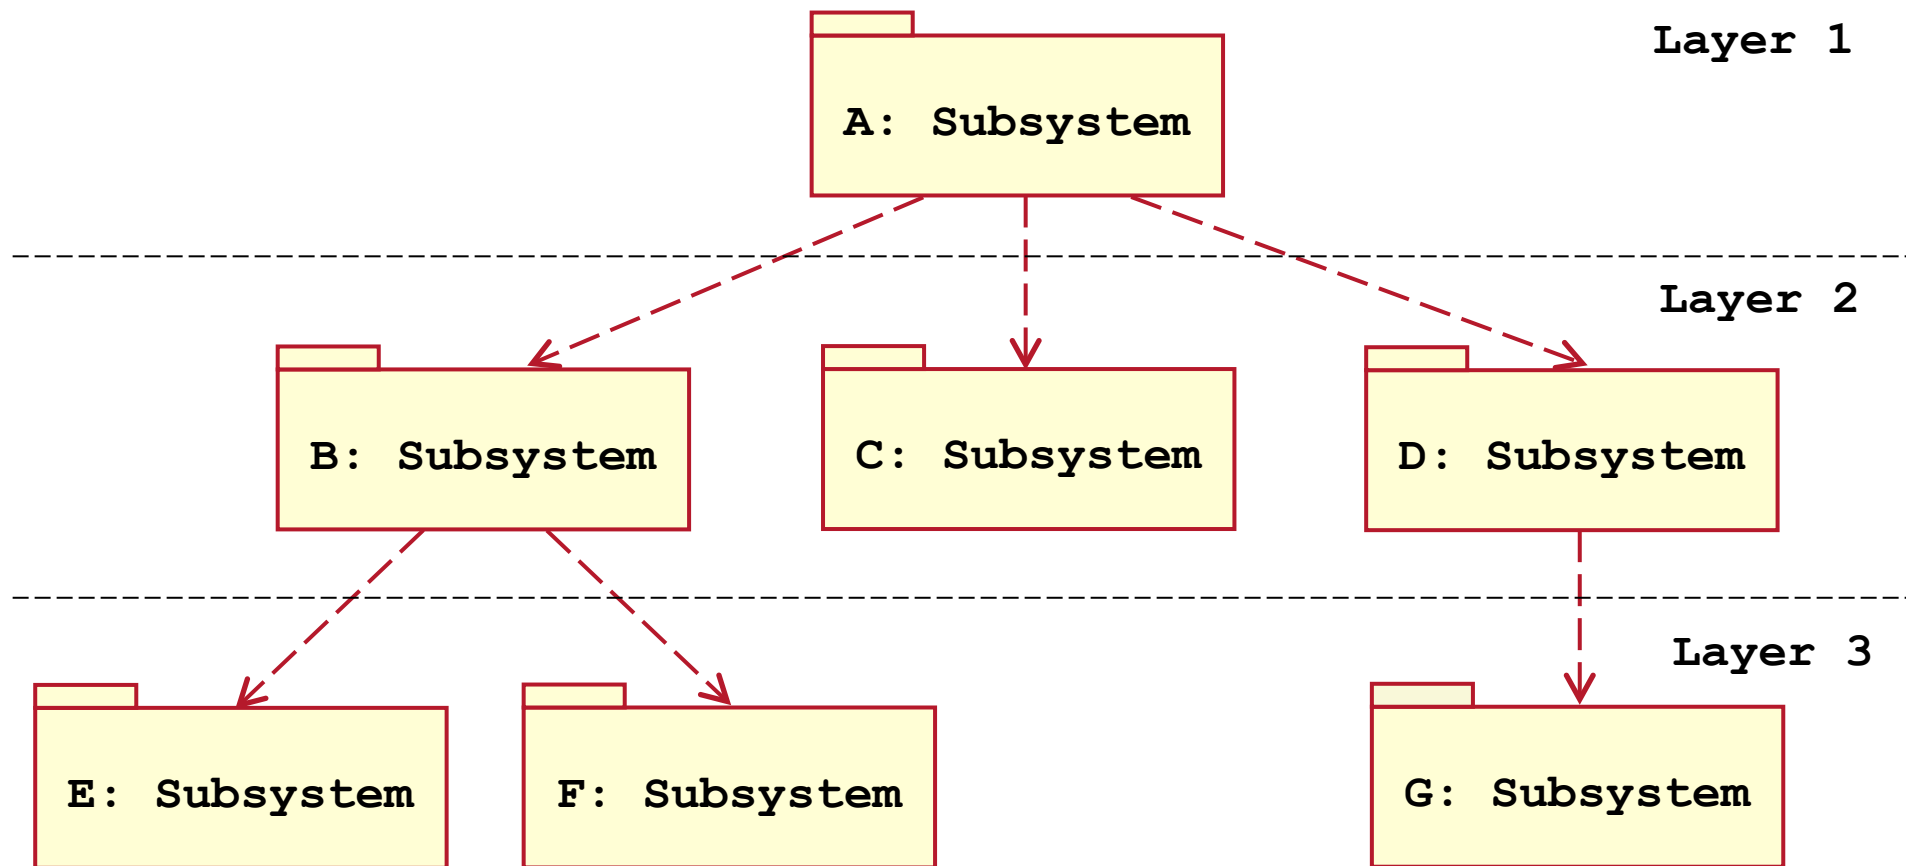 Layer 1
A: Subsystem
Layer 2
B: Subsystem
C: Subsystem
D: Subsystem
Layer 3
E: Subsystem
F: Subsystem
G: Subsystem